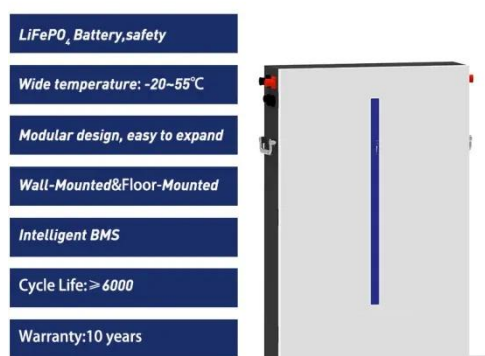 LiFePO₄ Battery,safety
Wide temperature: -20~55℃
Modular design, easy to expand
Wall-Mounted&Floor-Mounted
Intelligent BMS
Cycle Life:≥6000
Warranty:10 years